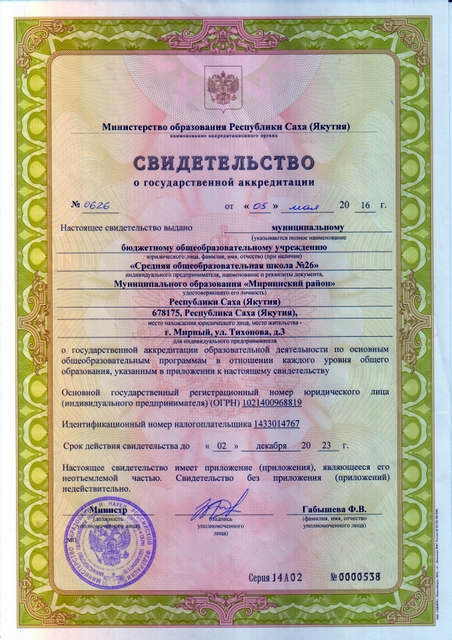 Министерство образования Республики Саха (Якутия)
наименование аккредитационного органа
СВИДЕТЕЛЬСТВО
о государственной аккредитации
№ 0626 от « 05 » мая 20 16 г.
Настоящее свидетельство выдано муниципальному
(указывается полное наименование
бюджетному общеобразовательному учреждению
юридического лица, фамилия, имя, отчество (при наличии)
«Средняя общеобразовательная школа №26»
индивидуального предпринимателя, наименование и реквизиты документа,
Муниципального образования «Мирнинский район»
удостоверяющего его личность)
Республики Саха (Якутия)
678175, Республика Саха (Якутия),
место нахождения юридического лица, место жительства -
г. Мирный, ул. Тихонова, д.3
для индивидуального предпринимателя
о государственной аккредитации образовательной деятельности по основным
общеобразовательным программам в отношении каждого уровня общего
образования, указанным в приложении к настоящему свидетельству
Основной государственный регистрационный номер юридического лица
(индивидуального предпринимателя) (ОГРН) 1021400968819
Идентификационный номер налогоплательщика 1433014767
Срок действия свидетельства до « 02 » декабря 20 23 г.
Настоящее свидетельство имеет приложение (приложения), являющееся его
неотъемлемой частью. Свидетельство без приложения (приложений)
недействительно.
Министр Габышева Ф.В.
(должность (подпись (фамилия, имя, отчество
уполномоченного лица) уполномоченного уполномоченного
лица) лица)
Серия 14А02 № 0000538